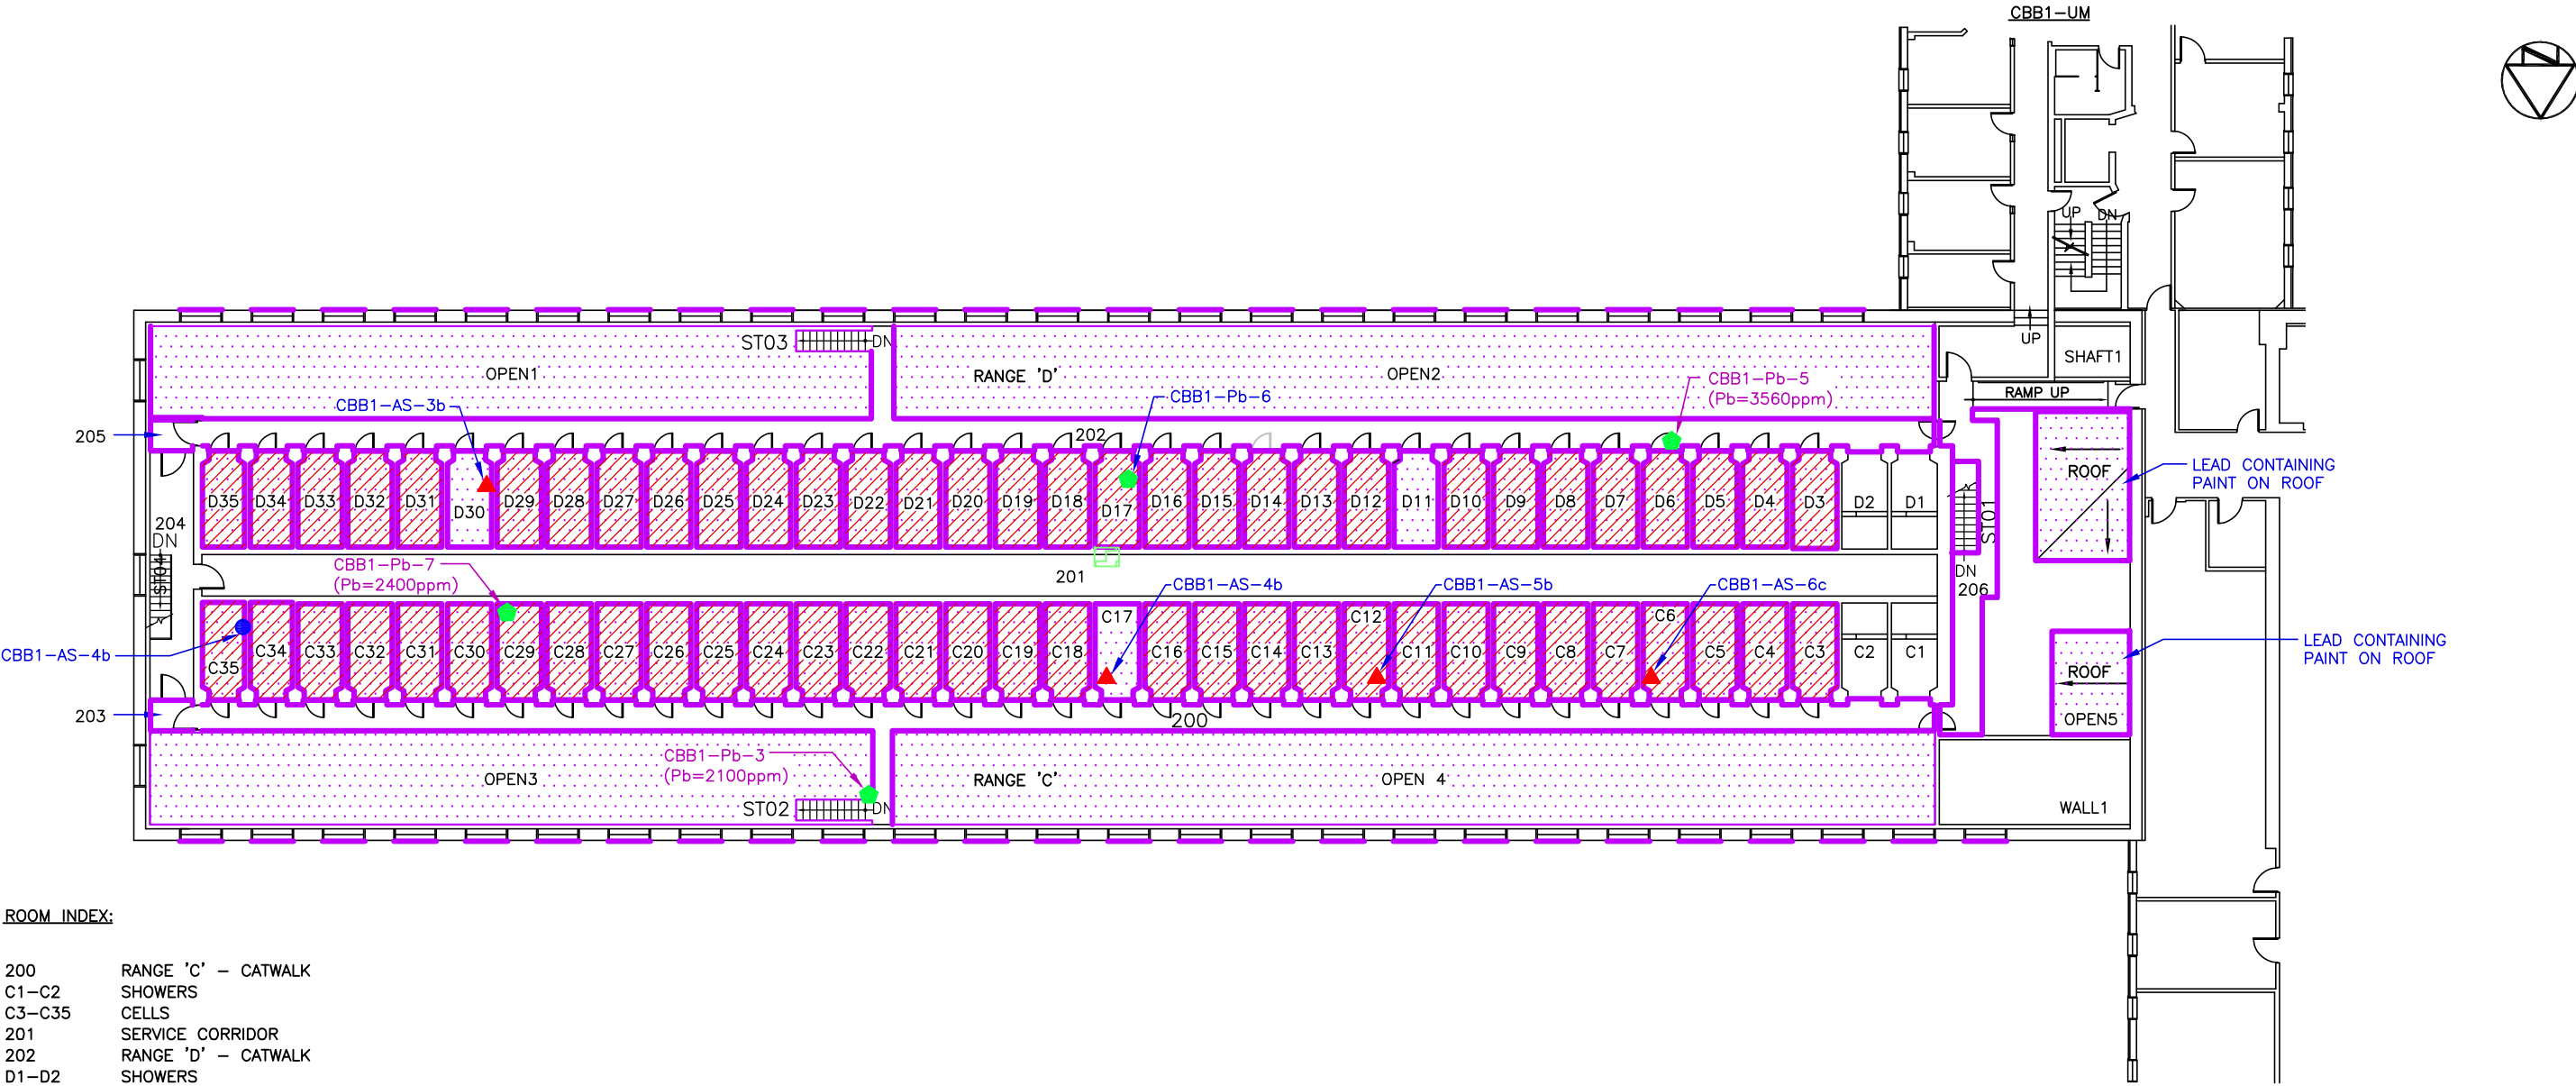 CBB1-UM
UP
DN
UP
SHAFT1
ST03
DN
OPEN1
RANGE 'D'
OPEN2
CBB1-Pb-5
(Pb=3560ppm)
RAMP UP
CBB1-AS-3b
CBB1-Pb-6
205
202
LEAD CONTAINING
PAINT ON ROOF
ROOF
D35 D34 D33 D32 D31 D30 D29 D28 D27 D26 D25 D24 D23 D22 D21 D20 D19 D18 D17 D16 D15 D14 D13 D12 D11 D10 D9 D8 D7 D6 D5 D4 D3 D2 D1
ST01
204
DN
ST04
CBB1-Pb-7
(Pb=2400ppm)
201
CBB1-AS-4b
CBB1-AS-5b
CBB1-AS-6c
DN
206
C35 C34 C33 C32 C31 C30 C29 C28 C27 C26 C25 C24 C23 C22 C21 C20 C19 C18 C17 C16 C15 C14 C13 C12 C11 C10 C9 C8 C7 C6 C5 C4 C3 C2 C1
CBB1-AS-4b
LEAD CONTAINING
PAINT ON ROOF
ROOF
OPEN5
203
200
CBB1-Pb-3
(Pb=2100ppm)
OPEN3
RANGE 'C'
OPEN 4
ST02
DN
WALL1
ROOM INDEX:
200 RANGE 'C' - CATWALK
C1-C2 SHOWERS
C3-C35 CELLS
201 SERVICE CORRIDOR
202 RANGE 'D' - CATWALK
D1-D2 SHOWERS